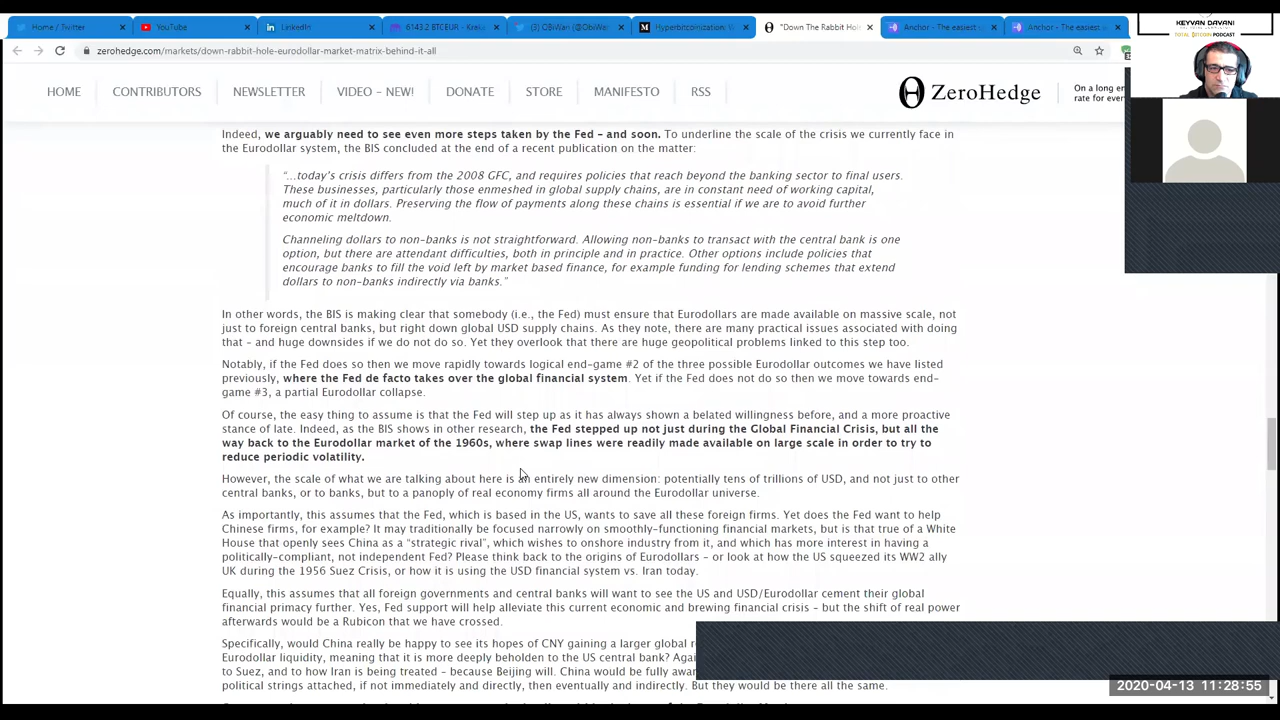 Home / Twitter
YouTube
LinkedIn
6143.2 BTCEUR - Krak
(3) OBiWan (@ObiWa
Hyperbitcoinization: W
"Down The Rabbit Hol
Anchor - The easiest
Anchor - The easiest
KEYVAN DAVANI
TOTAL BITCOIN PODCAST
zerohedge.com/markets/down-rabbit-hole-eurodollar-market-matrix-behind-it-all
HOME
CONTRIBUTORS
NEWSLETTER
VIDEO – NEW!
DONATE
STORE
MANIFESTO
RSS
ZeroHedge
On a long en
rate for ever
Indeed, we arguably need to see even more steps taken by the Fed – and soon. To underline the scale of the crisis we currently face in
the Eurodollar system, the BIS concluded at the end of a recent publication on the matter:
"…today's crisis differs from the 2008 GFC, and requires policies that reach beyond the banking sector to final users.
These businesses, particularly those enmeshed in global supply chains, are in constant need of working capital,
much of it in dollars. Preserving the flow of payments along these chains is essential if we are to avoid further
economic meltdown.
Channeling dollars to non-banks is not straightforward. Allowing non-banks to transact with the central bank is one
option, but there are attendant difficulties, both in principle and in practice. Other options include policies that
encourage banks to fill the void left by market based finance, for example funding for lending schemes that extend
dollars to non-banks indirectly via banks."
In other words, the BIS is making clear that somebody (i.e., the Fed) must ensure that Eurodollars are made available on massive scale, not
just to foreign central banks, but right down global USD supply chains. As they note, there are many practical issues associated with doing
that – and huge downsides if we do not do so. Yet they overlook that there are huge geopolitical problems linked to this step too.
Notably, if the Fed does so then we move rapidly towards logical end-game #2 of the three possible Eurodollar outcomes we have listed
previously, where the Fed de facto takes over the global financial system. Yet if the Fed does not do so then we move towards end-
game #3, a partial Eurodollar collapse.
Of course, the easy thing to assume is that the Fed will step up as it has always shown a belated willingness before, and a more proactive
stance of late. Indeed, as the BIS shows in other research, the Fed stepped up not just during the Global Financial Crisis, but all the
way back to the Eurodollar market of the 1960s, where swap lines were readily made available on large scale in order to try to
reduce periodic volatility.
However, the scale of what we are talking about here is an entirely new dimension: potentially tens of trillions of USD, and not just to other
central banks, or to banks, but to a panoply of real economy firms all around the Eurodollar universe.
As importantly, this assumes that the Fed, which is based in the US, wants to save all these foreign firms. Yet does the Fed want to help
Chinese firms, for example? It may traditionally be focused narrowly on smoothly-functioning financial markets, but is that true of a White
House that openly sees China as a "strategic rival", which wishes to onshore industry from it, and which has more interest in having a
politically-compliant, not independent Fed? Please think back to the origins of Eurodollars – or look at how the US squeezed its WW2 ally
UK during the 1956 Suez Crisis, or how it is using the USD financial system vs. Iran today.
Equally, this assumes that all foreign governments and central banks will want to see the US and USD/Eurodollar cement their global
financial primacy further. Yes, Fed support will help alleviate this current economic and brewing financial crisis – but the shift of real power
afterwards would be a Rubicon that we have crossed.
Specifically, would China really be happy to see its hopes of CNY gaining a larger global r
Eurodollar liquidity, meaning that it is more deeply beholden to the US central bank? Agai
to Suez, and to how Iran is being treated – because Beijing will. China would be fully awar
political strings attached, if not immediately and directly, then eventually and indirectly. But they would be there all the same.
2020-04-13 11:28:55